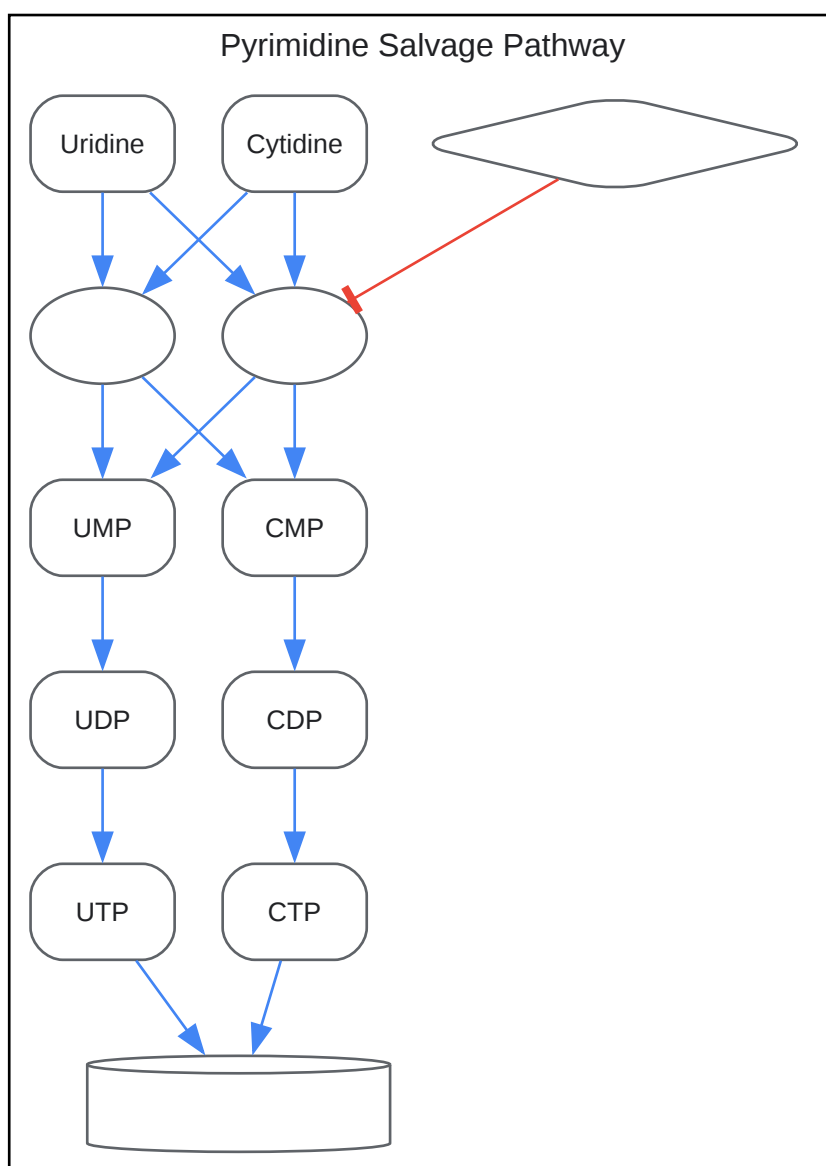 Pyrimidine Salvage Pathway
Uridine
Cytidine
UMP
CMP
UDP
CDP
UTP
CTP